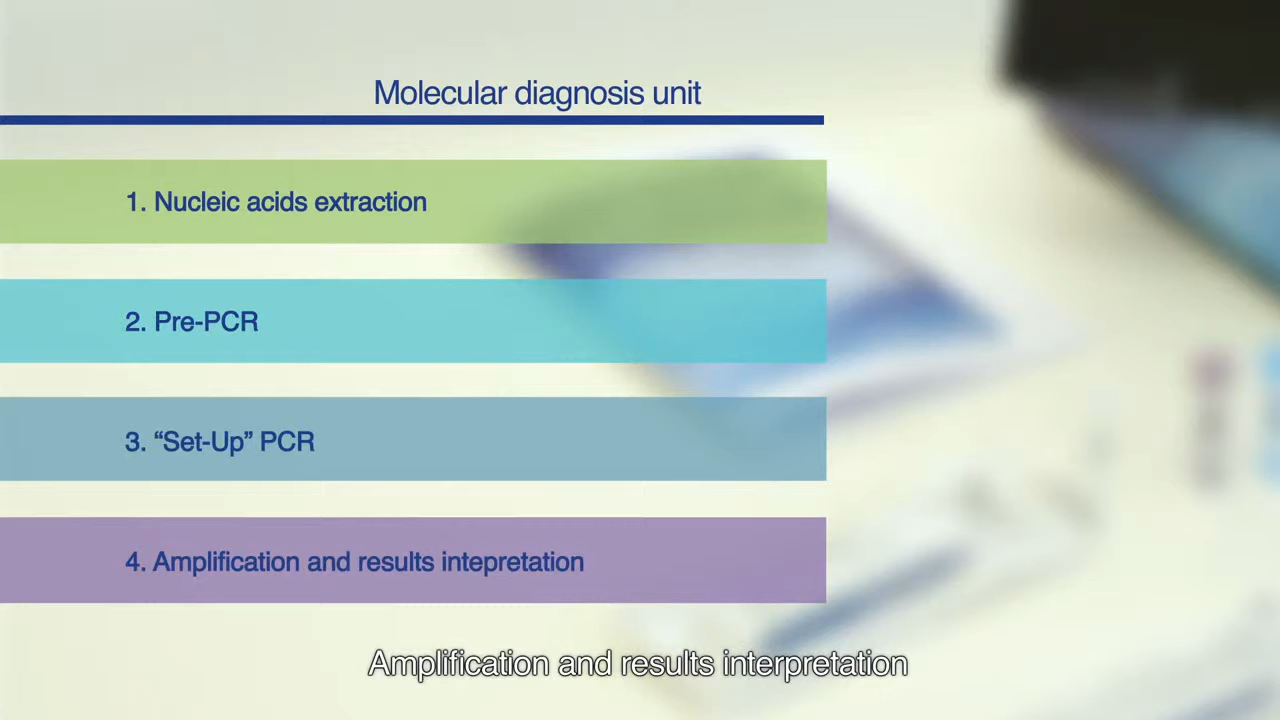 Molecular diagnosis unit
1. Nucleic acids extraction
2. Pre-PCR
3. “Set-Up” PCR
4. Amplification and results intepretation
Amplification and results interpretation